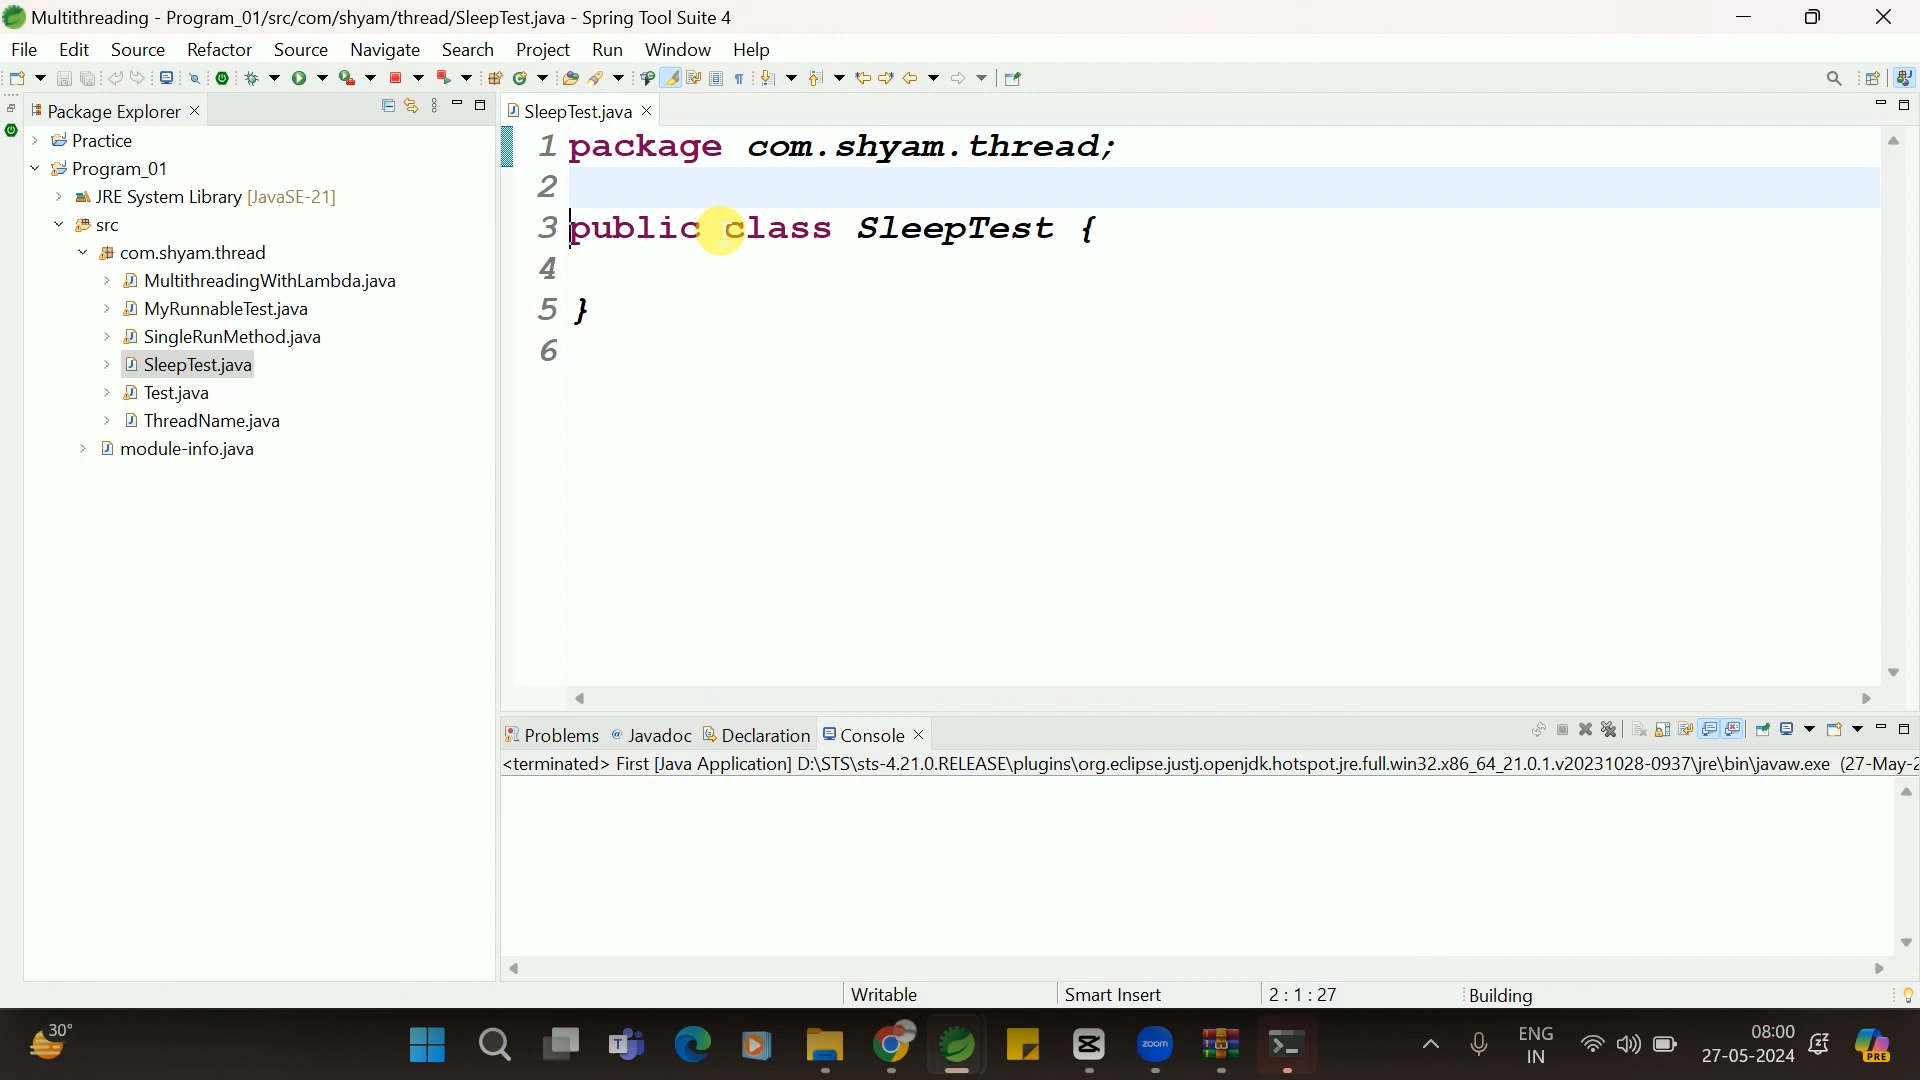 Multithreading - Program_01/src/com/shyam/thread/SleepTest.java - Spring Tool Suite 4
File Edit Source Refactor Source Navigate Search Project Run Window Help
Package Explorer
Practice
Program_01
JRE System Library [JavaSE-21]
src
com.shyam.thread
MultithreadingWithLambda.java
MyRunnableTest.java
SingleRunMethod.java
SleepTest.java
Test.java
ThreadName.java
module-info.java
SleepTest.java
1 package com.shyam.thread;
2
3 public class SleepTest {
4
5 }
6
Problems Javadoc Declaration Console
<terminated> First [Java Application] D:\STS\sts-4.21.0.RELEASE\plugins\org.eclipse.justj.openjdk.hotspot.jre.full.win32.x86_64_21.0.1.v20231028-0937\jre\bin\javaw.exe (27-May-2
Writable Smart Insert 2 : 1 : 27 Building
30°
zoom
ENG
IN
08:00
27-05-2024
PRE